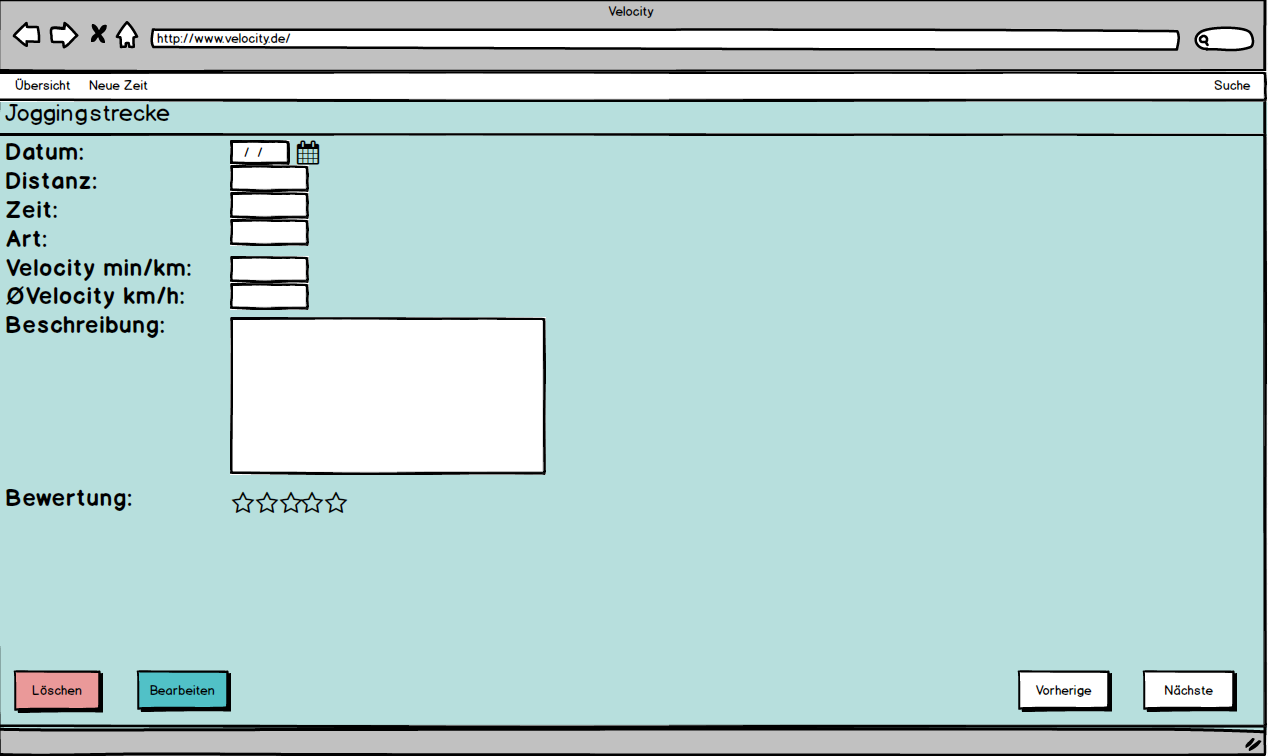 Velocity
http://www.velocity.de/
Übersicht Neue Zeit Suche
Joggingstrecke
Datum: / /
Distanz:
Zeit:
Art:
Velocity min/km:
ØVelocity km/h:
Beschreibung:
Bewertung:
Löschen Bearbeiten Vorherige Nächste